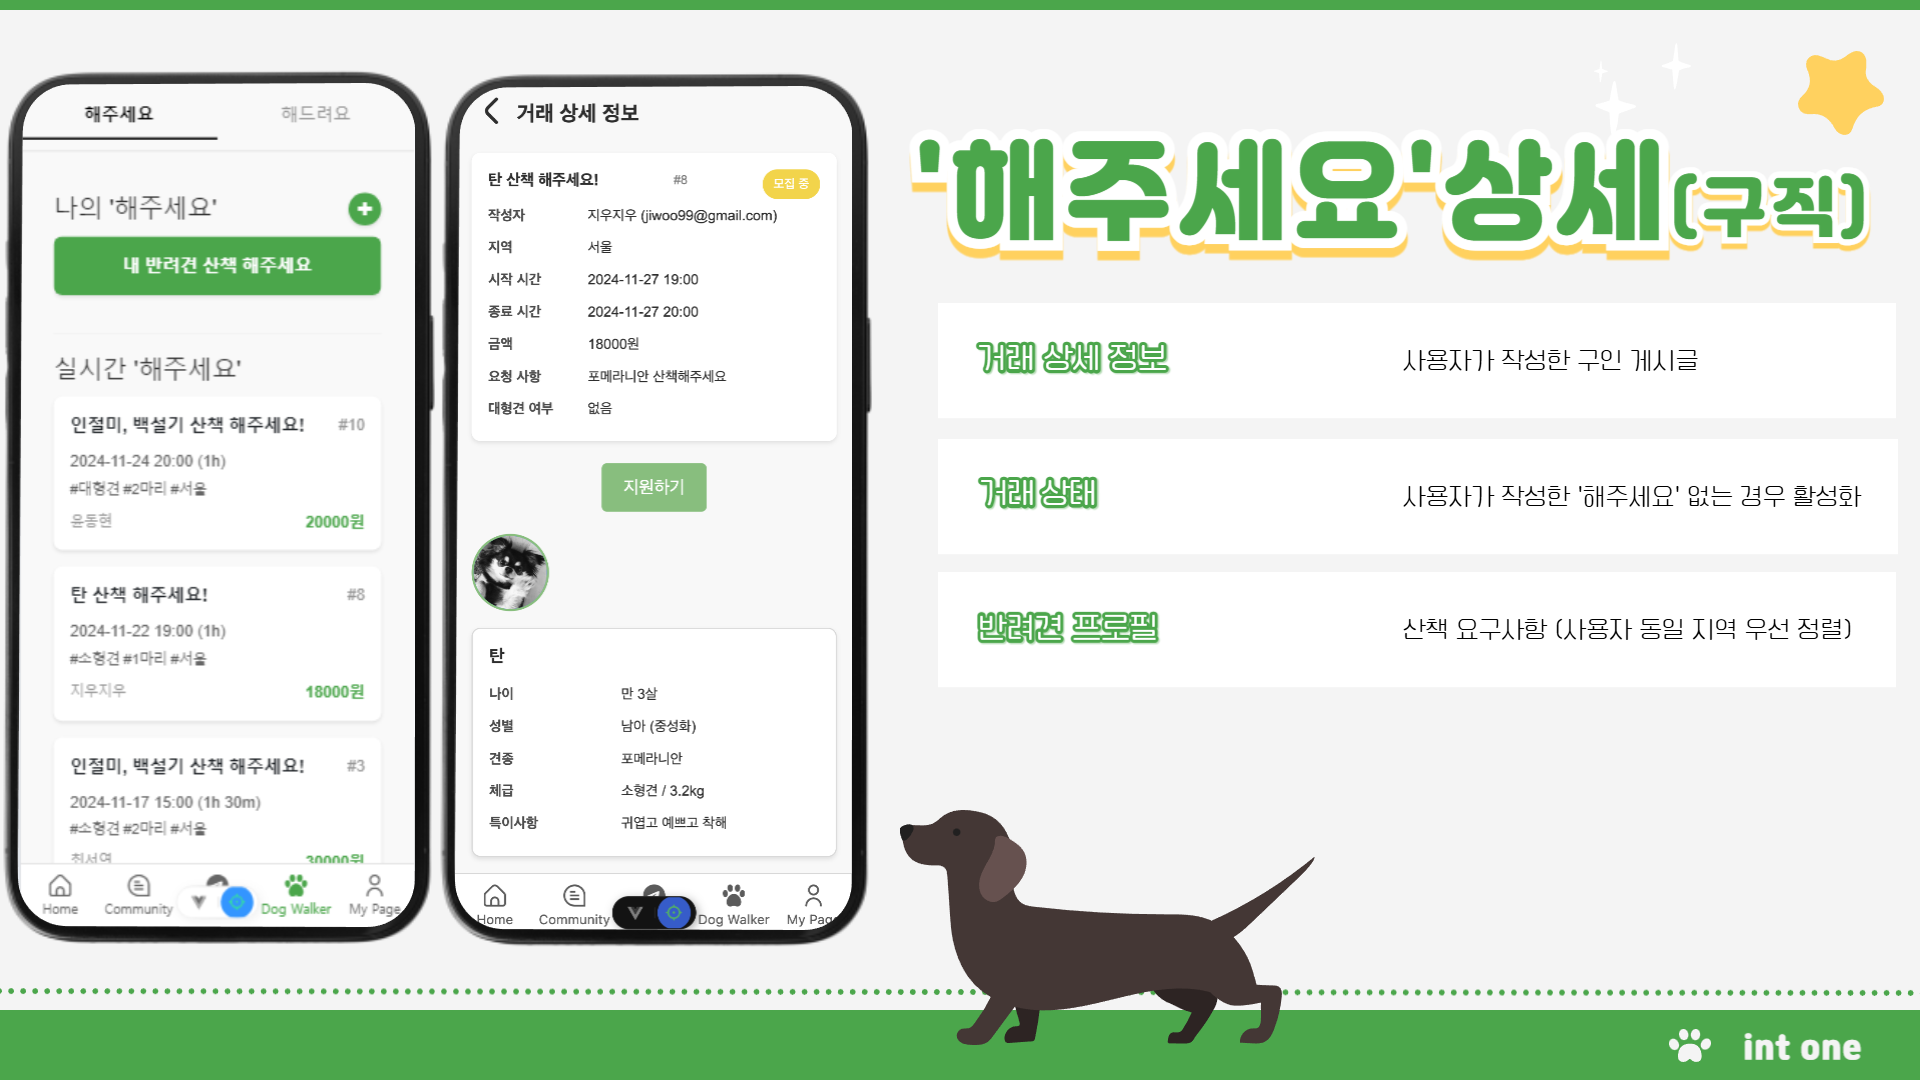 해주세요 해드려요
나의 '해주세요'
내 반려견 산책 해주세요
실시간 '해주세요'
인절미, 백설기 산책 해주세요! #10
2024-11-24 20:00 (1h)
#대형견 #2마리 #서울
윤동현 20000원
탄 산책 해주세요! #8
2024-11-22 19:00 (1h)
#소형견 #1마리 #서울
지우지우 18000원
인절미, 백설기 산책 해주세요! #3
2024-11-17 15:00 (1h 30m)
#소형견 #2마리 #서울
최서연 30000원
Home Community Dog Walker My Page
거래 상세 정보
탄 산책 해주세요! #8 모집 중
작성자 지우지우 (jiwoo99@gmail.com)
지역 서울
시작 시간 2024-11-27 19:00
종료 시간 2024-11-27 20:00
금액 18000원
요청 사항 포메라니안 산책해주세요
대형견 여부 없음
지원하기
탄
나이 만 3살
성별 남아 (중성화)
견종 포메라니안
체급 소형견 / 3.2kg
특이사항 귀엽고 예쁘고 착해
Home Community Dog Walker My Page
'해주세요'상세(구직)
거래 상세 정보 사용자가 작성한 구인 게시글
거래 상태 사용자가 작성한 '해주세요' 없는 경우 활성화
반려견 프로필 산책 요구사항 (사용자 동일 지역 우선 정렬)
int one